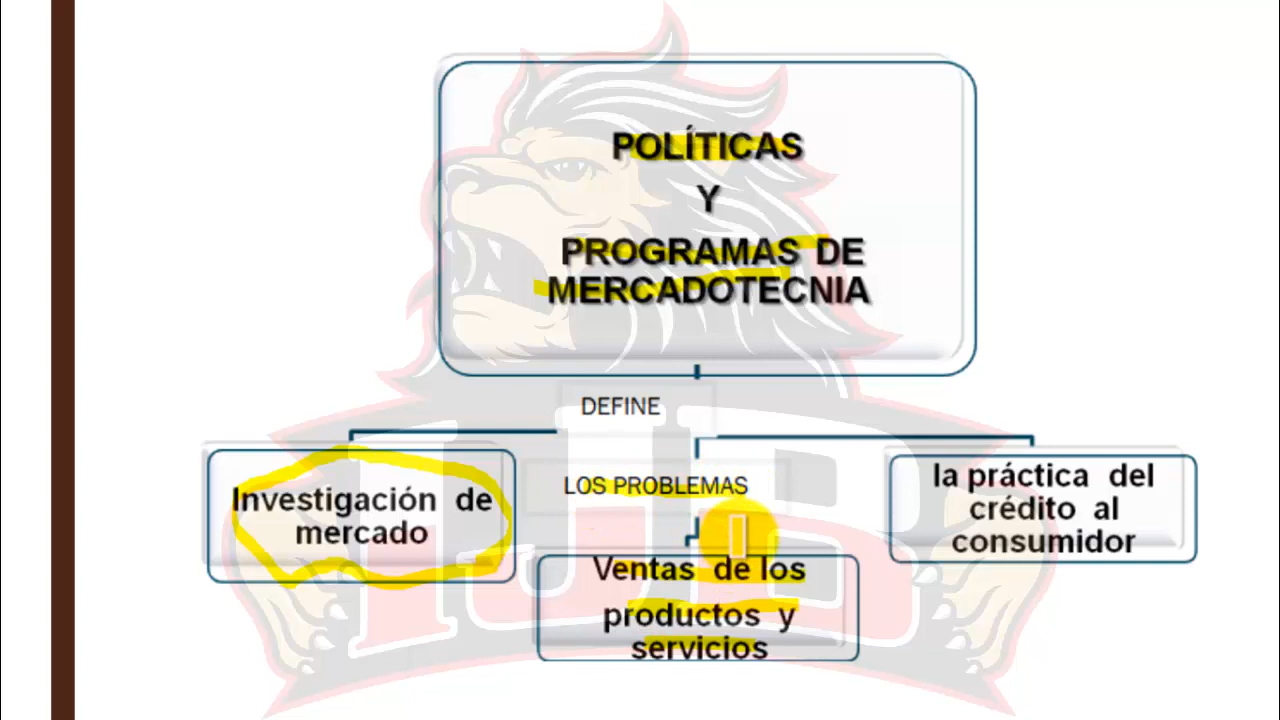 POLÍTICAS
Y
PROGRAMAS DE
MERCADOTECNIA
DEFINE
Investigación de
mercado
LOS PROBLEMAS
Ventas de los
productos y
servicios
la práctica del
crédito al
consumidor